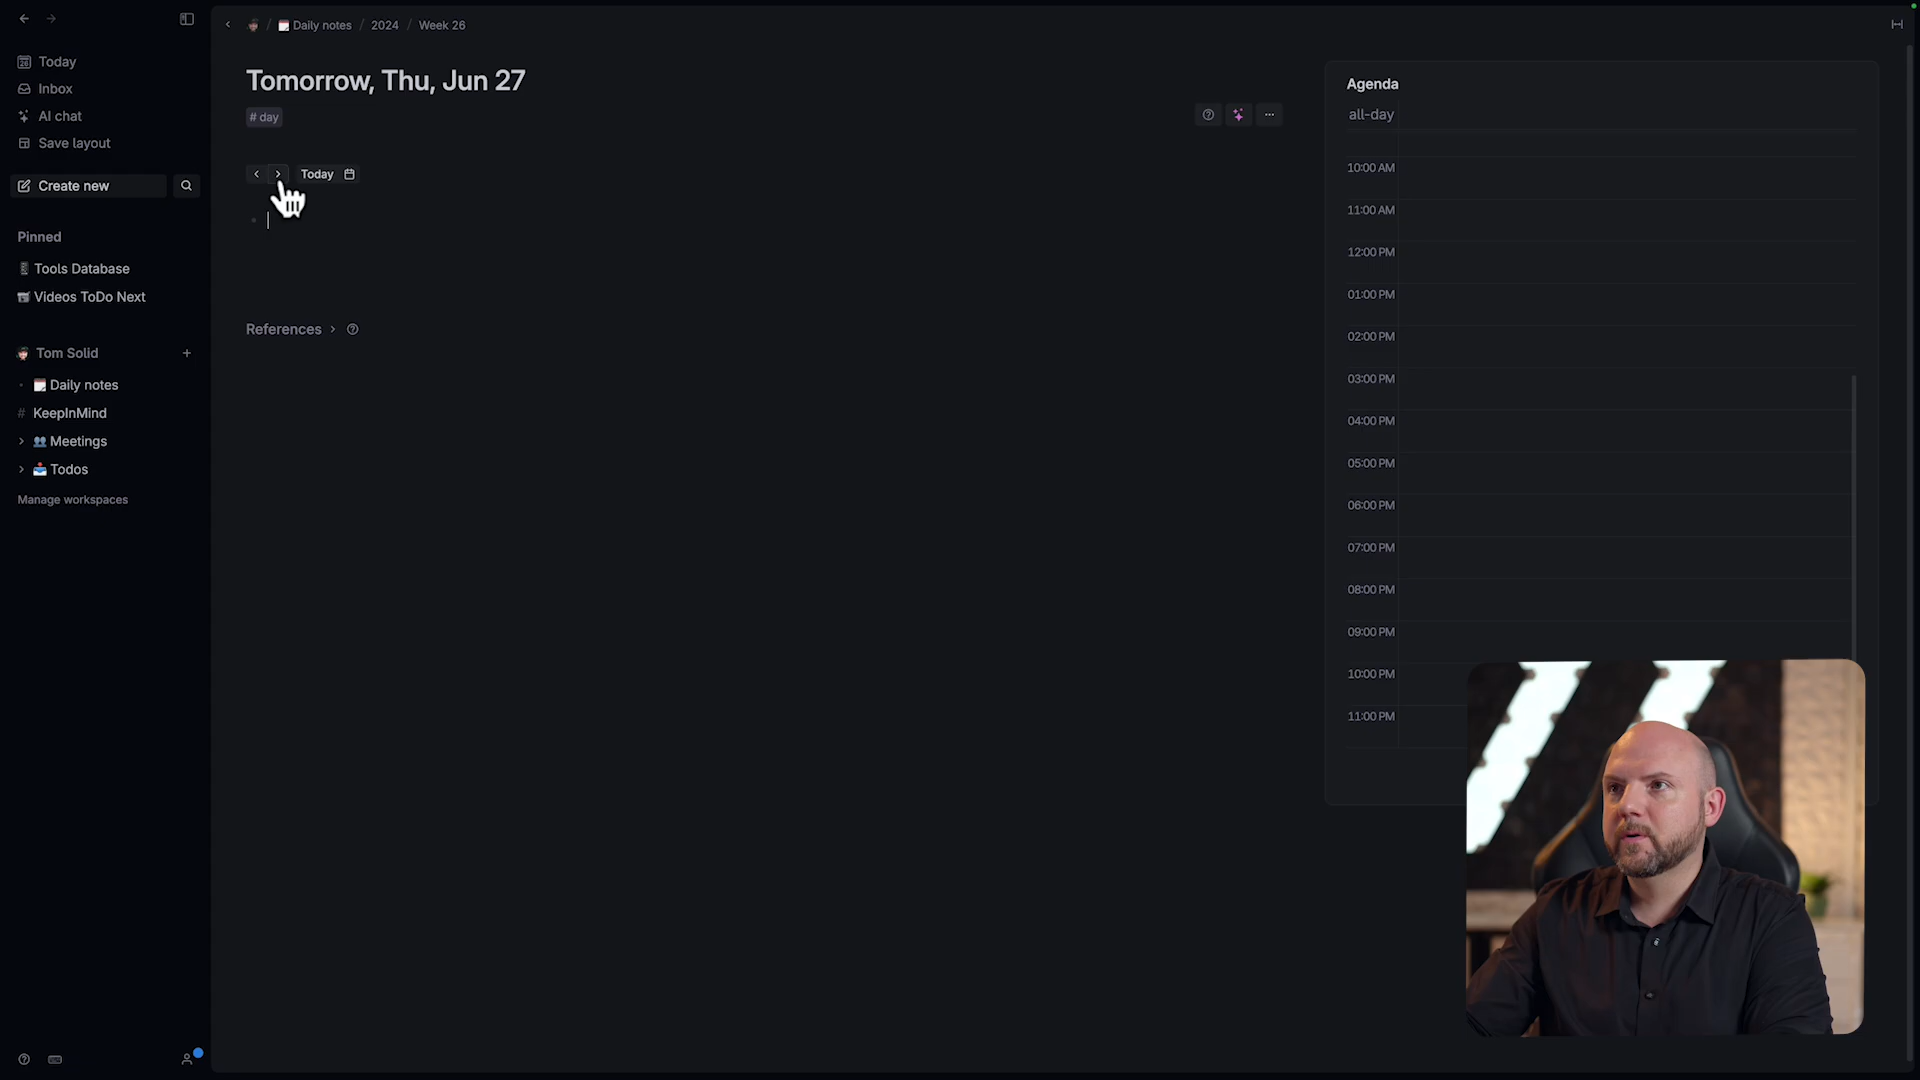 Daily notes / 2024 / Week 26
Today
Inbox
AI chat
Save layout
Create new
Pinned
Tools Database
Videos ToDo Next
Tom Solid
Daily notes
# KeepInMind
Meetings
Todos
Manage workspaces
Tomorrow, Thu, Jun 27
# day
Today
References
Agenda
all-day
10:00 AM
11:00 AM
12:00 PM
01:00 PM
02:00 PM
03:00 PM
04:00 PM
05:00 PM
06:00 PM
07:00 PM
08:00 PM
09:00 PM
10:00 PM
11:00 PM